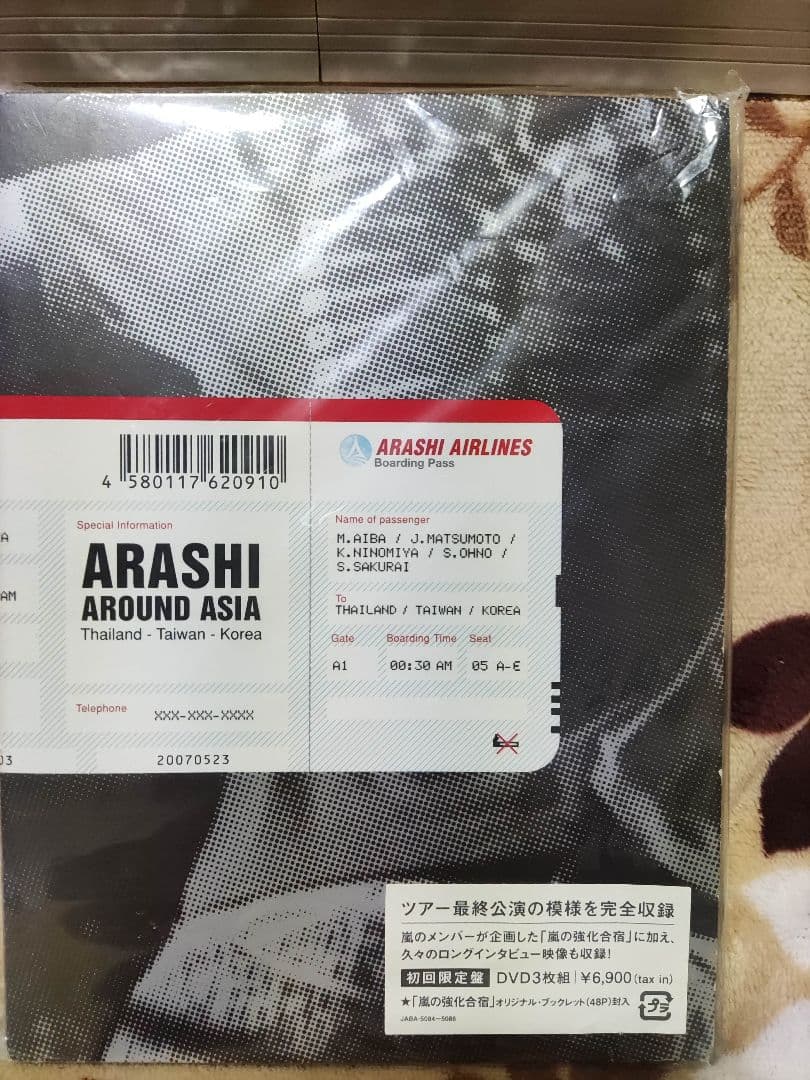 4 580117 620910
ARASHI AIRLINES
Boarding Pass
A
AM
Special Information
ARASHI
AROUND ASIA
Thailand - Taiwan - Korea
Telephone
XXX-XXX-XXXX
03
20070523
Name of passenger
M.AIBA / J.MATSUMOTO /
K.NINOMIYA / S.OHNO /
S.SAKURAI
To
THAILAND / TAIWAN / KOREA
Gate Boarding Time Seat
A1 00:30 AM 05 A-E
ツアー最終公演の模様を完全収録
嵐のメンバーが企画した「嵐の強化合宿」に加え、
久々のロングインタビュー映像も収録!
初回限定盤 DVD3枚組 | ¥6,900(tax in)
★「嵐の強化合宿」オリジナル・ブックレット(48P)封入
JABA-5084~5086
プラ